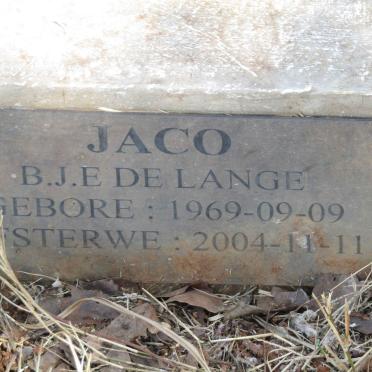 JACO
B.J.E DE LANGE
GEBORE : 1969-09-09
STERWE : 2004-11-11